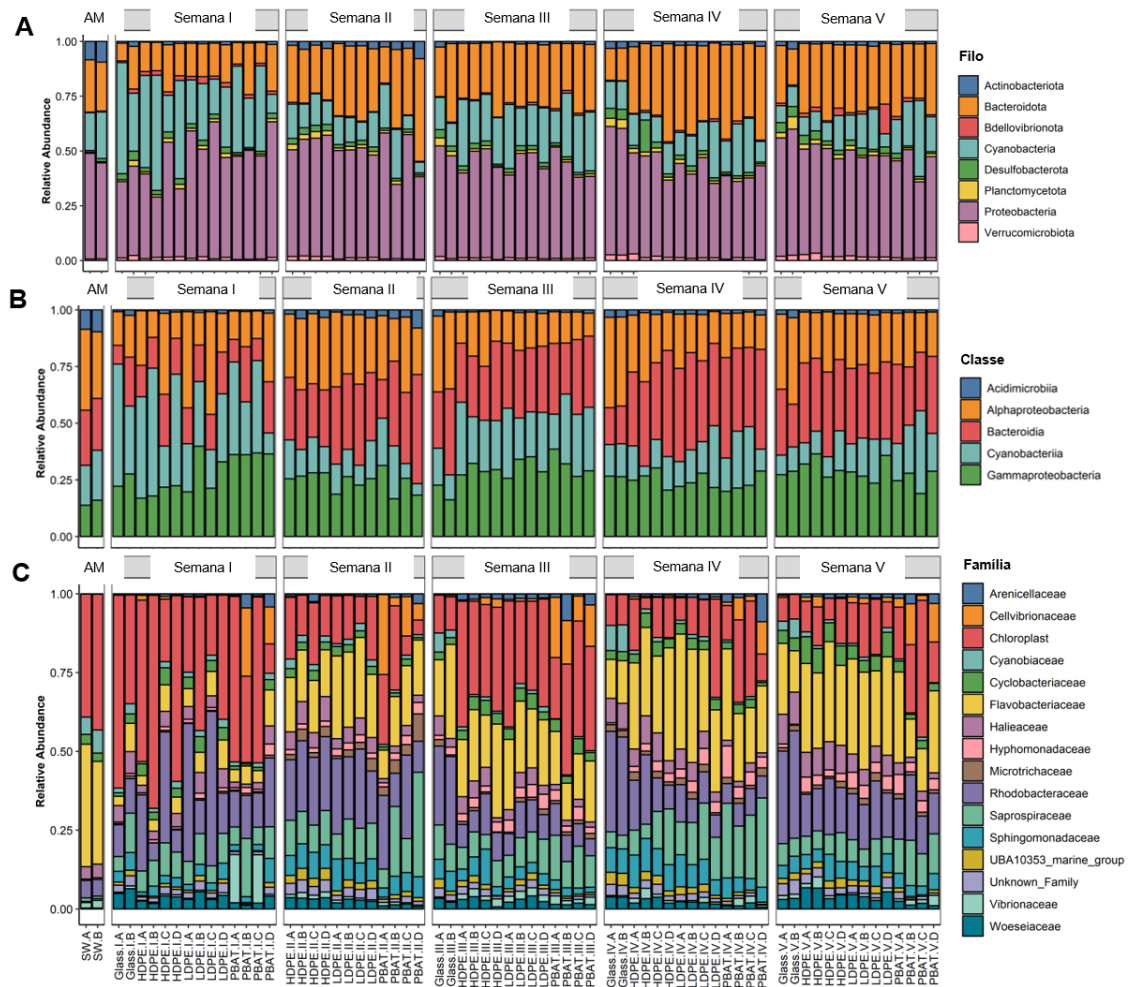 A
AM
Semana I
Semana II
Semana III
Semana IV
Semana V
Relative Abundance
1.00
0.75
0.50
0.25
0.00
Filo
Actinobacteriota
Bacteroidota
Bdellovibrionota
Cyanobacteria
Desulfobacterota
Planctomycetota
Proteobacteria
Verrucomicrobiota
B
AM
Semana I
Semana II
Semana III
Semana IV
Semana V
Relative Abundance
1.00
0.75
0.50
0.25
0.00
Classe
Acidimicrobiia
Alphaproteobacteria
Bacteroidia
Cyanobacteriia
Gammaproteobacteria
C
AM
Semana I
Semana II
Semana III
Semana IV
Semana V
Relative Abundance
1.00
0.75
0.50
0.25
0.00
Família
Arenicellaceae
Cellvibrionaceae
Chloroplast
Cyanobiaceae
Cyclobacteriaceae
Flavobacteriaceae
Halieaceae
Hyphomonadaceae
Microtrichaceae
Rhodobacteraceae
Saprospiraceae
Sphingomonadaceae
UBA10353_marine_group
Unknown_Family
Vibrionaceae
Woeseiaceae
SW.A
SW.B
Glass.I.A
Glass.I.B
HDPE.I.A
HDPE.I.B
HDPE.I.C
HDPE.I.D
LDPE.I.A
LDPE.I.B
LDPE.I.C
LDPE.I.D
PBAT.I.A
PBAT.I.B
PBAT.I.C
PBAT.I.D
HDPE.II.A
HDPE.II.B
HDPE.II.C
HDPE.II.D
LDPE.II.A
LDPE.II.B
LDPE.II.C
LDPE.II.D
PBAT.II.A
PBAT.II.B
PBAT.II.C
PBAT.II.D
Glass.III.A
Glass.III.B
HDPE.III.A
HDPE.III.B
HDPE.III.C
HDPE.III.D
LDPE.III.A
LDPE.III.B
LDPE.III.C
LDPE.III.D
PBAT.III.A
PBAT.III.B
PBAT.III.C
PBAT.III.D
Glass.IV.A
Glass.IV.B
HDPE.IV.A
HDPE.IV.B
HDPE.IV.C
HDPE.IV.D
LDPE.IV.A
LDPE.IV.B
LDPE.IV.C
LDPE.IV.D
PBAT.IV.A
PBAT.IV.B
PBAT.IV.C
PBAT.IV.D
Glass.V.A
Glass.V.B
HDPE.V.A
HDPE.V.B
HDPE.V.C
HDPE.V.D
LDPE.V.A
LDPE.V.B
LDPE.V.C
LDPE.V.D
PBAT.V.A
PBAT.V.B
PBAT.V.C
PBAT.V.D